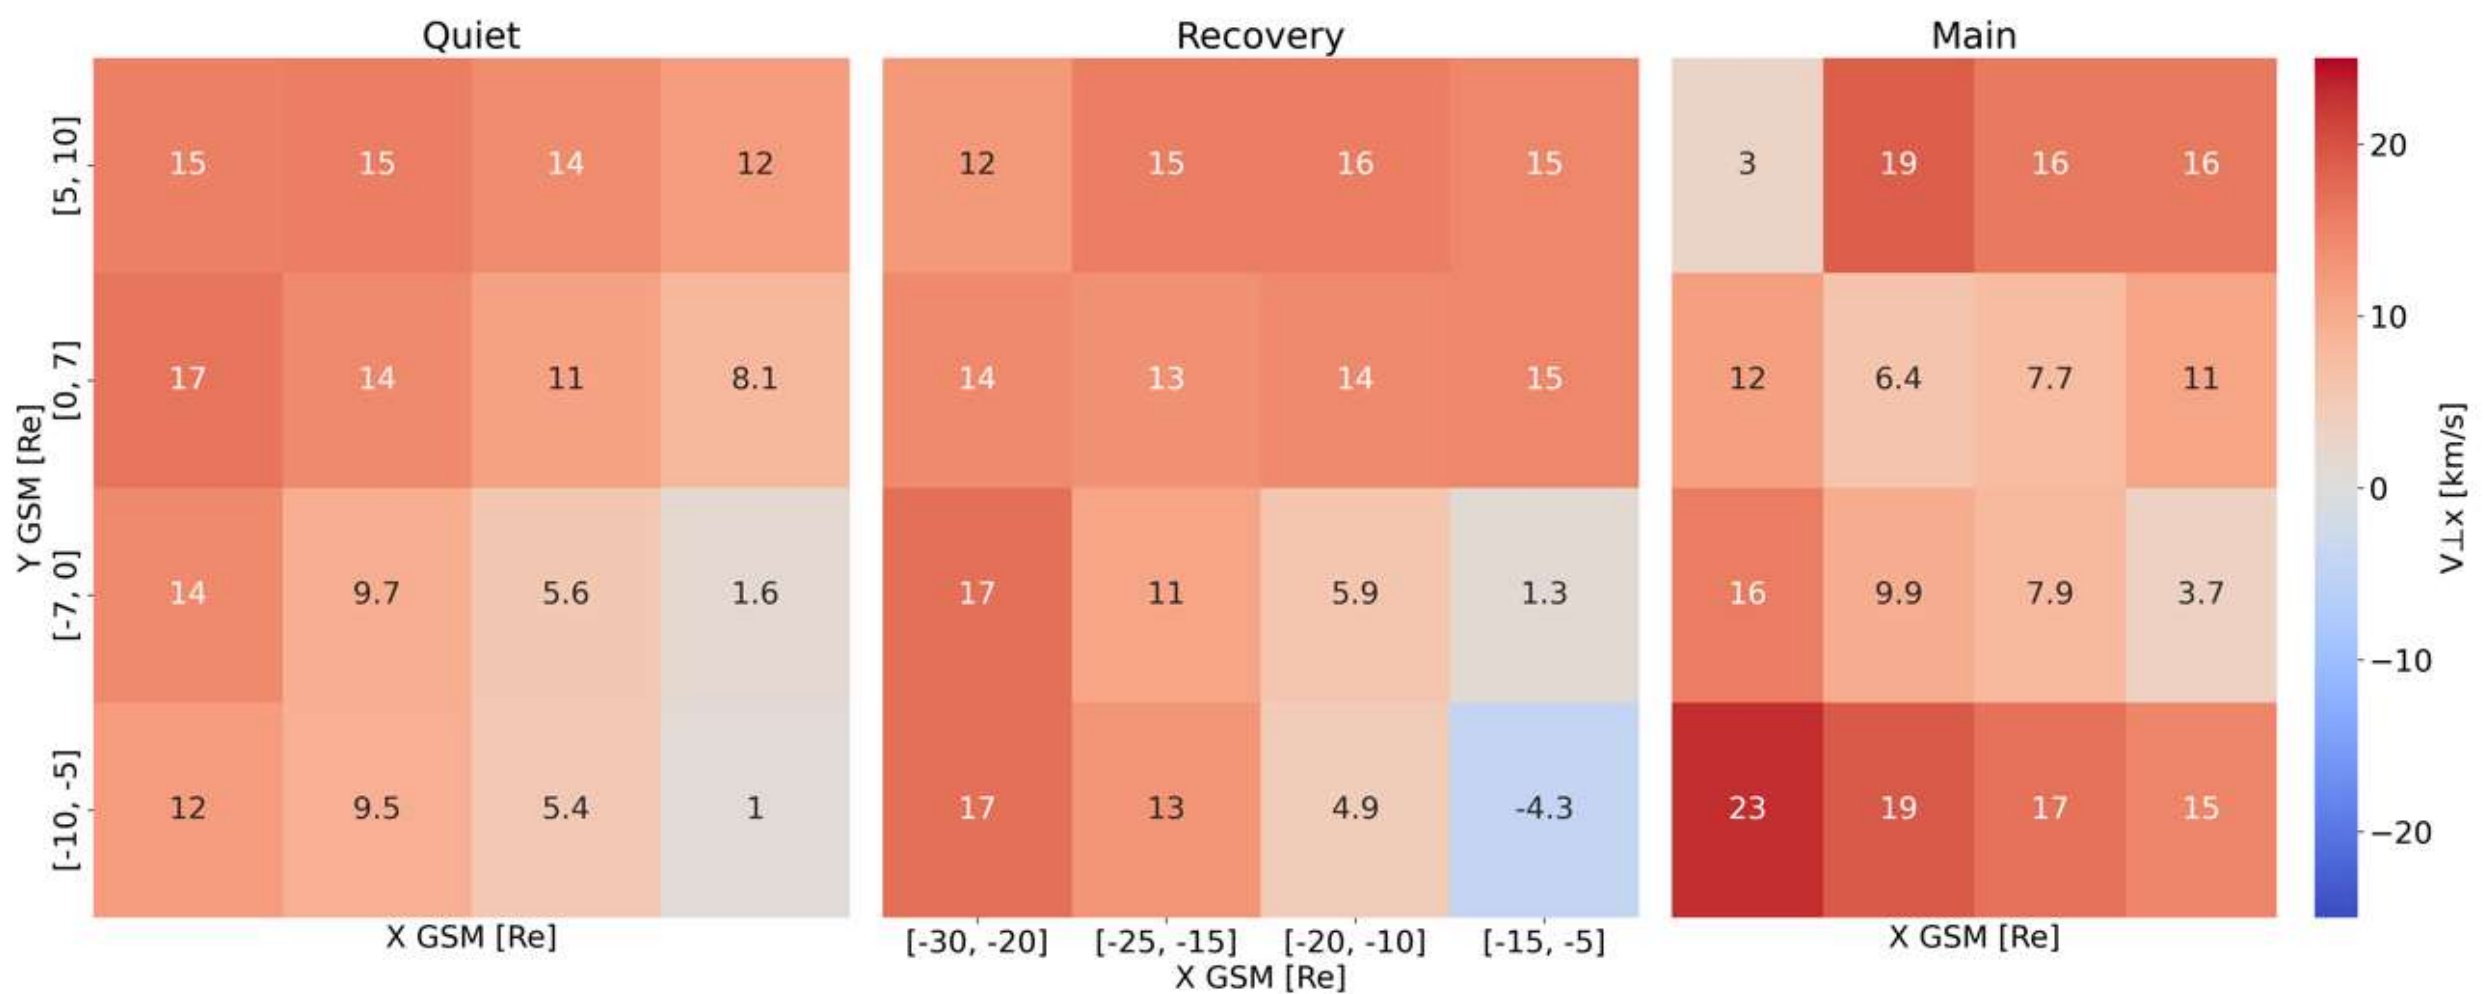 Quiet Recovery Main
[5, 10] 15 15 14 12 12 15 16 15 3 19 16 16
[0, 7] 17 14 11 8.1 14 13 14 15 12 6.4 7.7 11
[-7, 0] 14 9.7 5.6 1.6 17 11 5.9 1.3 16 9.9 7.9 3.7
[-10, -5] 12 9.5 5.4 1 17 13 4.9 -4.3 23 19 17 15
Y GSM [Re]
X GSM [Re]
[-30, -20] [-25, -15] [-20, -10] [-15, -5]
X GSM [Re]
X GSM [Re]
20
10
0
−10
−20
V⊥x [km/s]